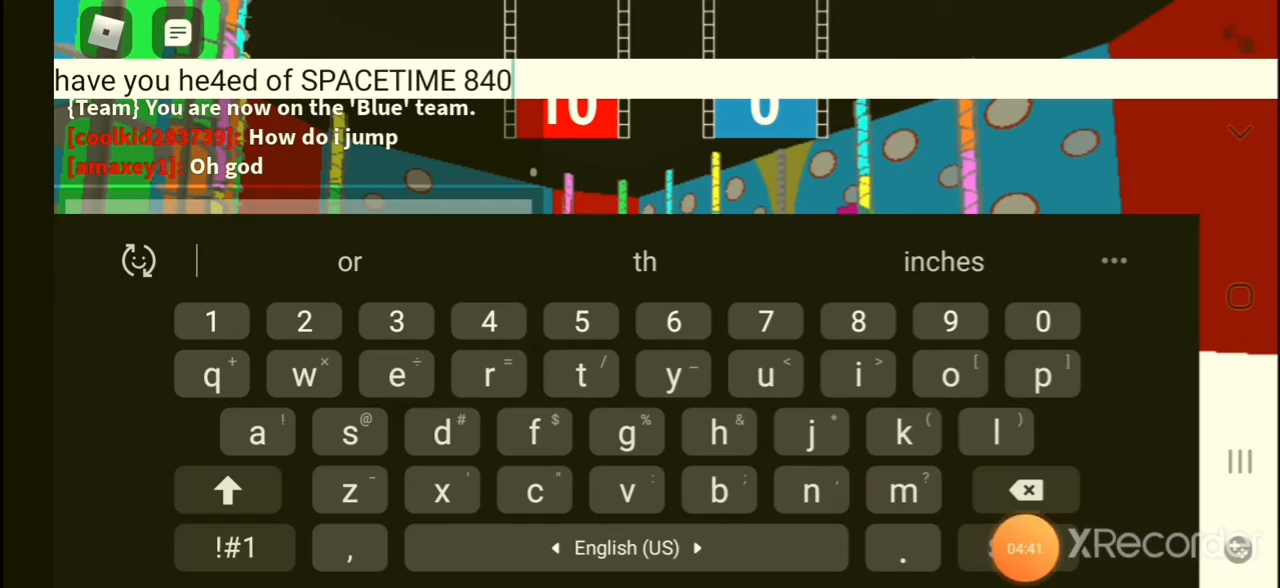 have you he4ed of SPACETIME 840
10 0
{Team} You are now on the 'Blue' team.
[coolkid283739]: How do i jump
[amaxey1]: Oh god
or th inches
1 2 3 4 5 6 7 8 9 0
q + w × e ÷ r = t / y _ u < i > o [ p ]
a ! s @ d # f $ g % h & j * k ( l )
z - x ' c " v : b ; n , m ?
!#1 , English (US) .
04:41 XRecorder